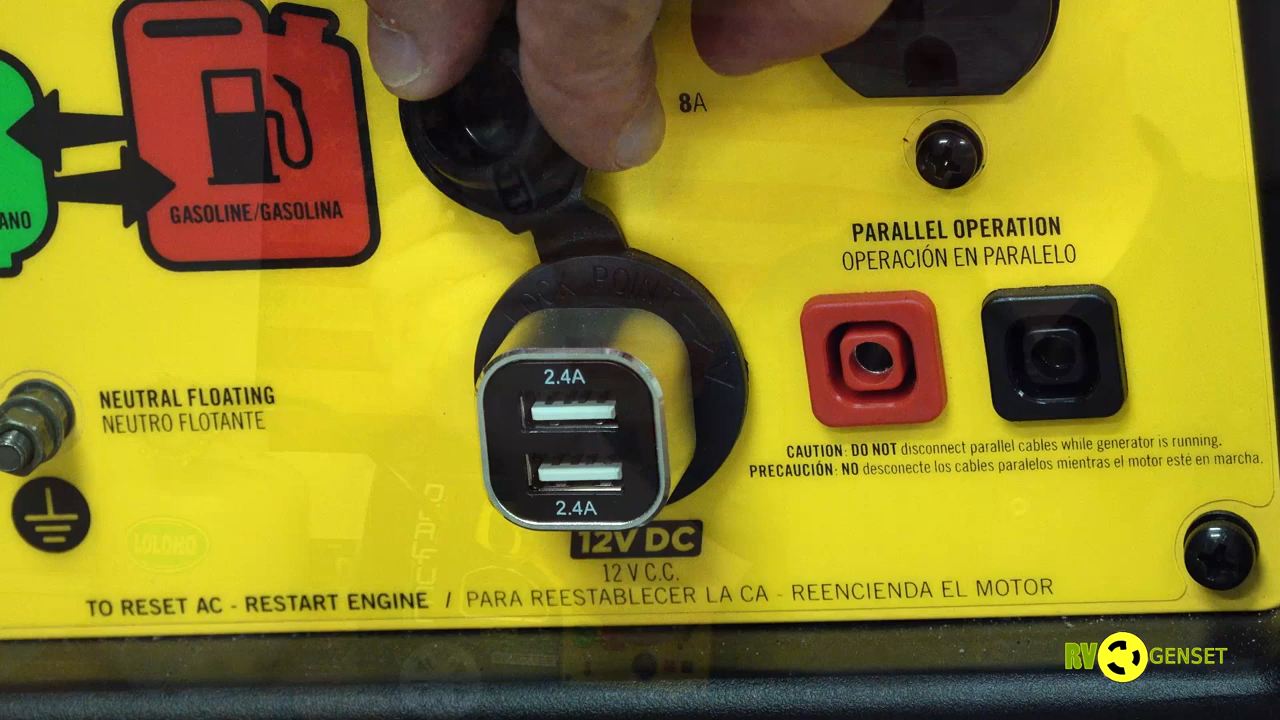 8A
ANO
GASOLINE/GASOLINA
PARALLEL OPERATION
OPERACIÓN EN PARALELO
LOCK POINT
2.4A
2.4A
NEUTRAL FLOATING
NEUTRO FLOTANTE
CAUTION: DO NOT disconnect parallel cables while generator is running.
PRECAUCIÓN: NO desconecte los cables paralelos mientras el motor esté en marcha.
12V DC
12 V C.C.
TO RESET AC - RESTART ENGINE / PARA REESTABLECER LA CA - REENCIENDA EL MOTOR
RV GENSET